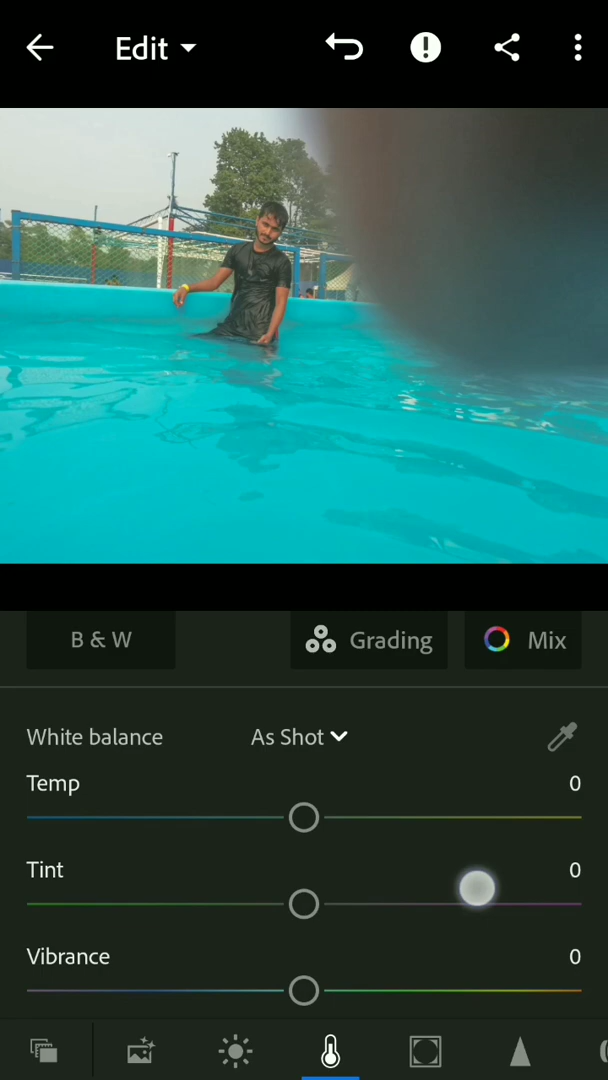 Edit
B & W
Grading
Mix
White balance
As Shot
Temp
0
Tint
0
Vibrance
0